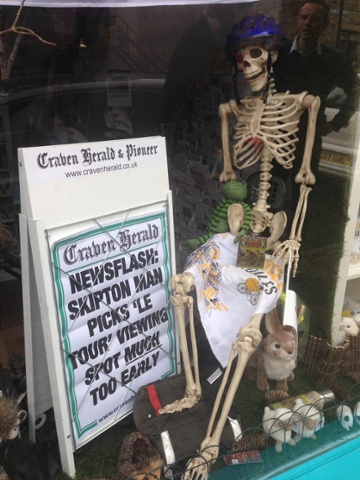 Craven Herald & Pioneer
www.cravenherald.co.uk
Craven Herald
NEWSFLASH:
SKIPTON MAN
PICKS 'LE
TOUR' VIEWING
SPOT MUCH
TOO EARLY